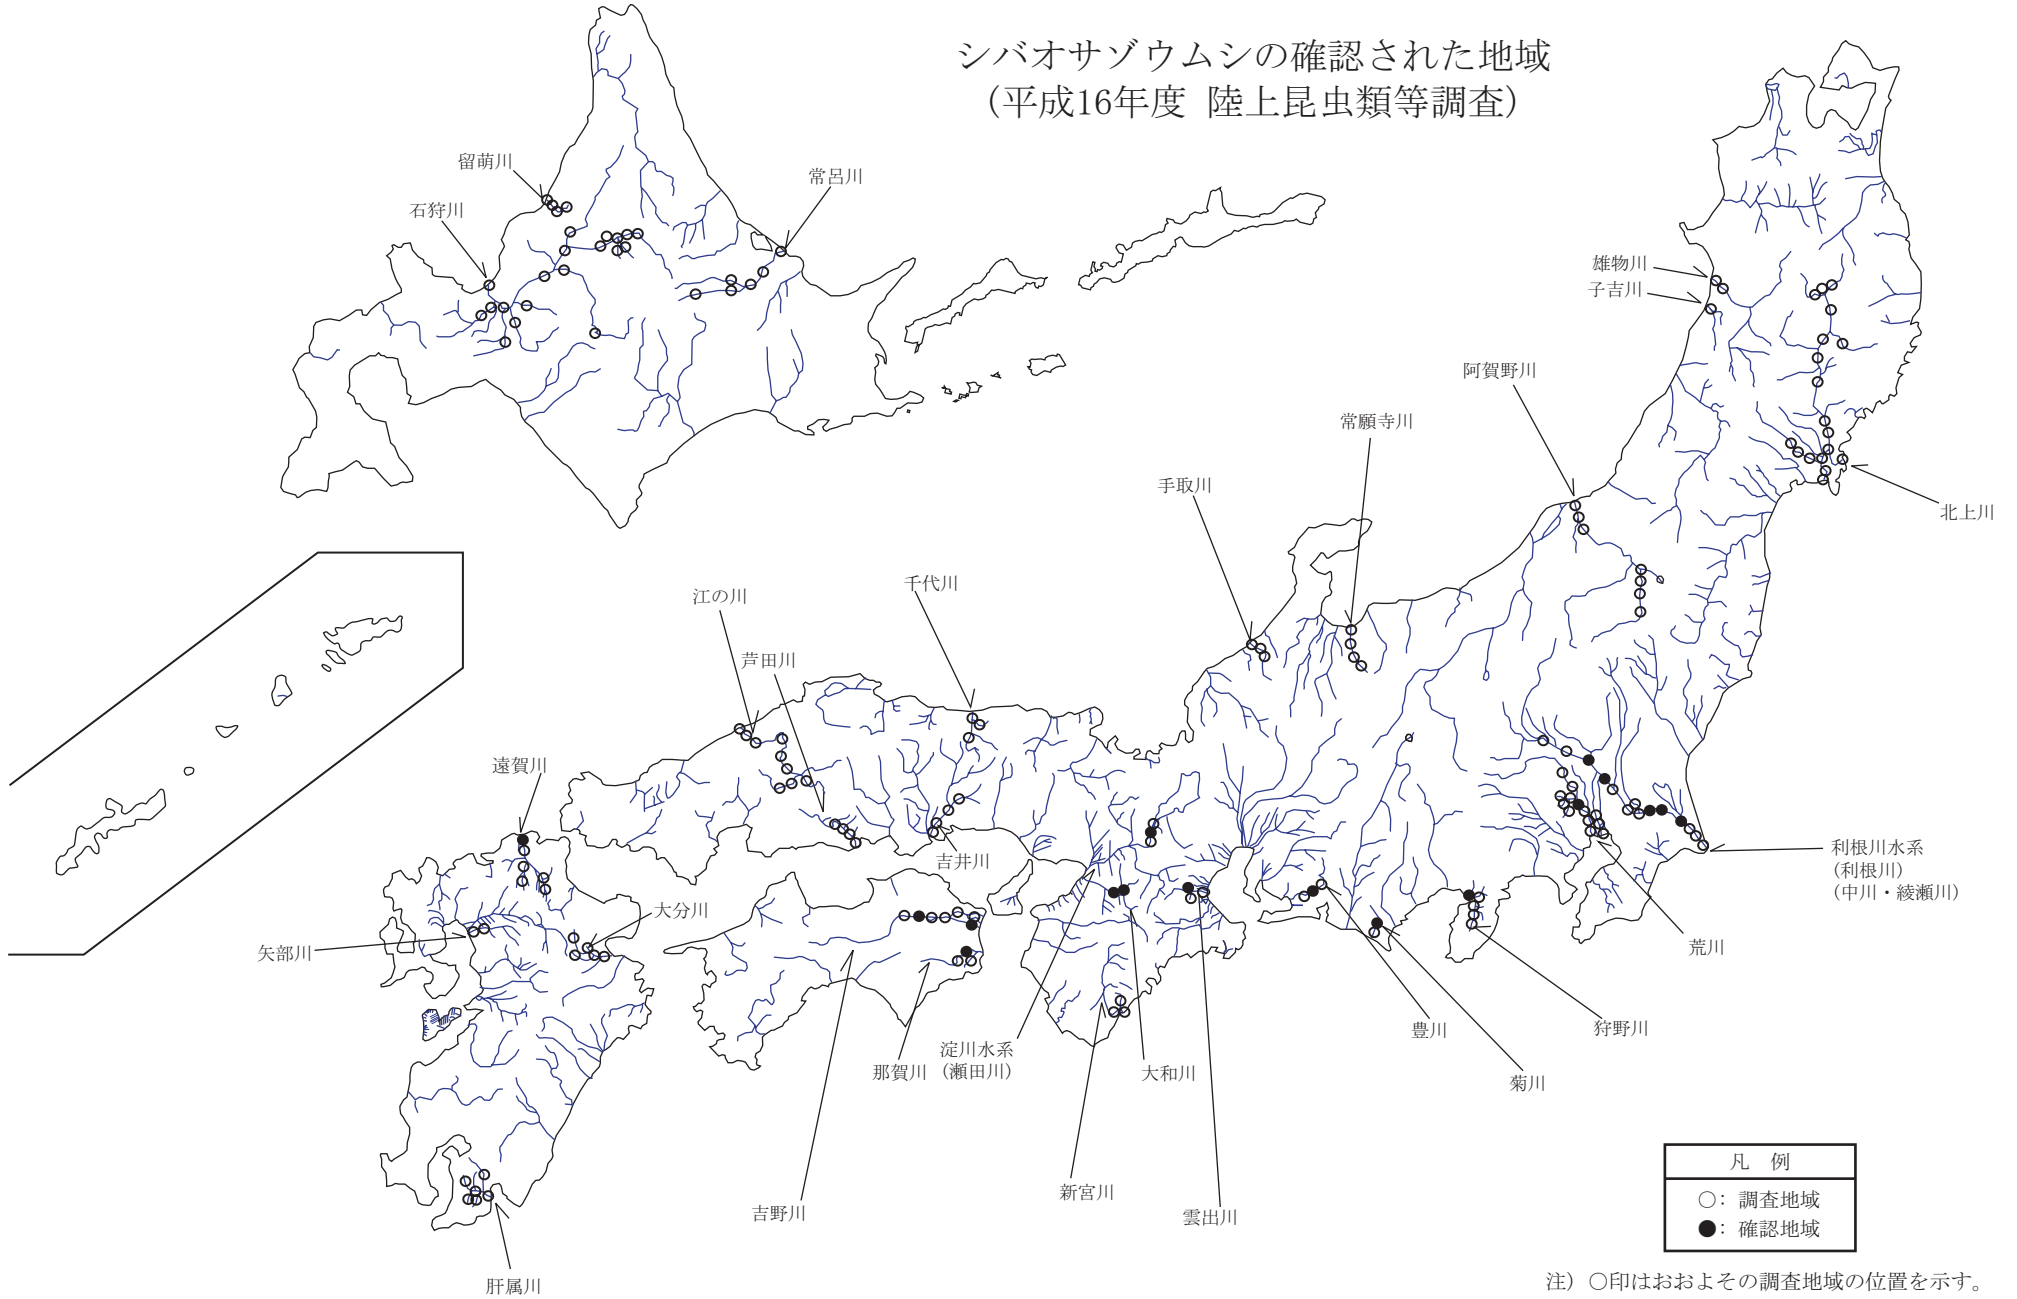 シバオサゾウムシの確認された地域
(平成16年度 陸上昆虫類等調査)
留萌川
常呂川
石狩川
雄物川
子吉川
阿賀野川
常願寺川
手取川
北上川
千代川
江の川
芦田川
遠賀川
吉井川
利根川水系
(利根川)
(中川・綾瀬川)
大分川
矢部川
荒川
豊川
狩野川
淀川水系
(瀬田川)
那賀川
大和川
菊川
新宮川
吉野川
雲出川
肝属川
凡 例
○: 調査地域
●: 確認地域
注) ○印はおおよその調査地域の位置を示す。